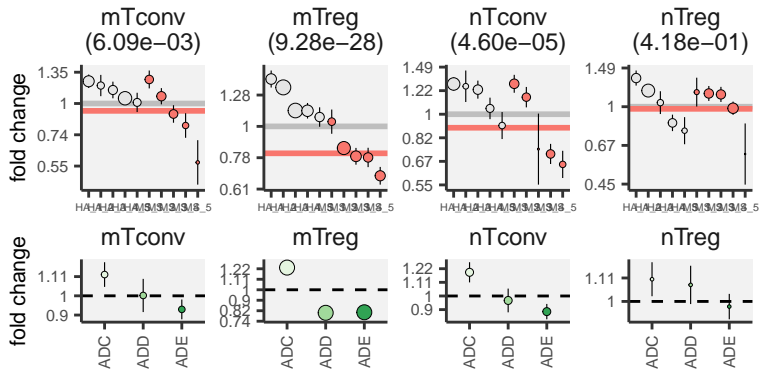 mTconv
(6.09e−03)
mTreg
(9.28e−28)
nTconv
(4.60e−05)
nTreg
(4.18e−01)
fold change
1.35
1
0.74
0.55
1.28
1
0.78
0.61
1.49
1.22
1
0.82
0.67
0.55
1.49
1
0.67
0.45
mTconv
mTreg
nTconv
nTreg
fold change
1.11
1
0.9
1.22
1.11
1
0.9
0.82
0.74
1.22
1.11
1
0.9
1.11
1
ADC
ADD
ADE
ADC
ADD
ADE
ADC
ADD
ADE
ADC
ADD
ADE